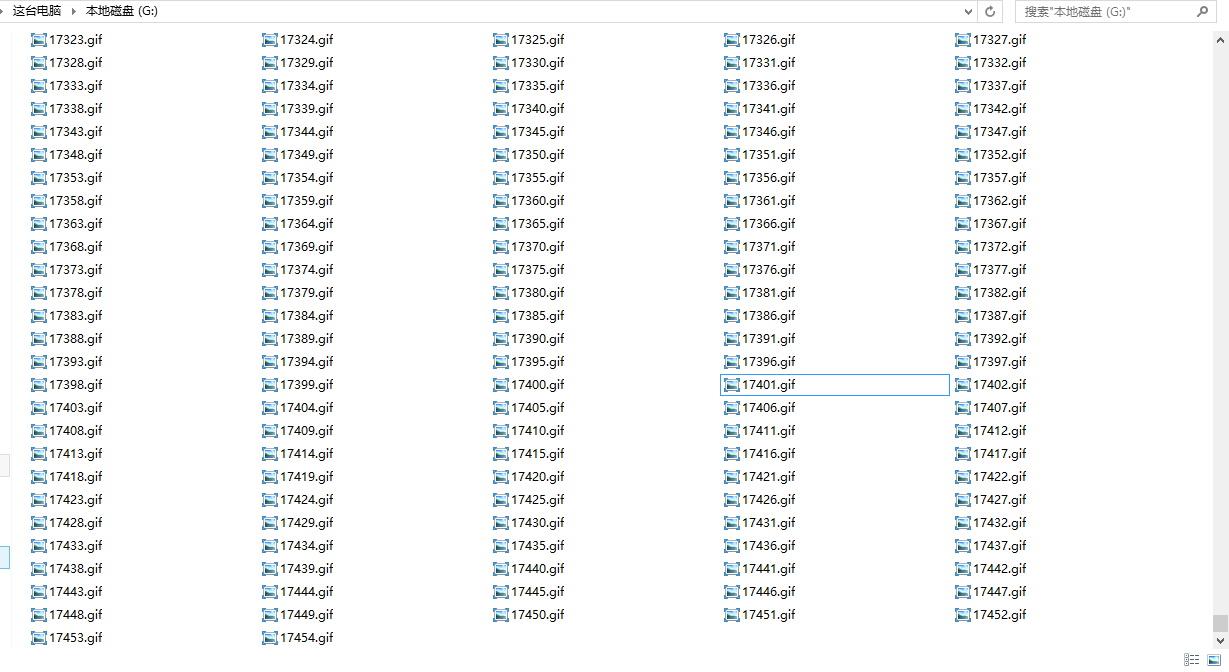 这台电脑 本地磁盘 (G:) 搜索"本地磁盘 (G:)"
17323.gif 17324.gif 17325.gif 17326.gif 17327.gif
17328.gif 17329.gif 17330.gif 17331.gif 17332.gif
17333.gif 17334.gif 17335.gif 17336.gif 17337.gif
17338.gif 17339.gif 17340.gif 17341.gif 17342.gif
17343.gif 17344.gif 17345.gif 17346.gif 17347.gif
17348.gif 17349.gif 17350.gif 17351.gif 17352.gif
17353.gif 17354.gif 17355.gif 17356.gif 17357.gif
17358.gif 17359.gif 17360.gif 17361.gif 17362.gif
17363.gif 17364.gif 17365.gif 17366.gif 17367.gif
17368.gif 17369.gif 17370.gif 17371.gif 17372.gif
17373.gif 17374.gif 17375.gif 17376.gif 17377.gif
17378.gif 17379.gif 17380.gif 17381.gif 17382.gif
17383.gif 17384.gif 17385.gif 17386.gif 17387.gif
17388.gif 17389.gif 17390.gif 17391.gif 17392.gif
17393.gif 17394.gif 17395.gif 17396.gif 17397.gif
17398.gif 17399.gif 17400.gif 17401.gif 17402.gif
17403.gif 17404.gif 17405.gif 17406.gif 17407.gif
17408.gif 17409.gif 17410.gif 17411.gif 17412.gif
17413.gif 17414.gif 17415.gif 17416.gif 17417.gif
17418.gif 17419.gif 17420.gif 17421.gif 17422.gif
17423.gif 17424.gif 17425.gif 17426.gif 17427.gif
17428.gif 17429.gif 17430.gif 17431.gif 17432.gif
17433.gif 17434.gif 17435.gif 17436.gif 17437.gif
17438.gif 17439.gif 17440.gif 17441.gif 17442.gif
17443.gif 17444.gif 17445.gif 17446.gif 17447.gif
17448.gif 17449.gif 17450.gif 17451.gif 17452.gif
17453.gif 17454.gif